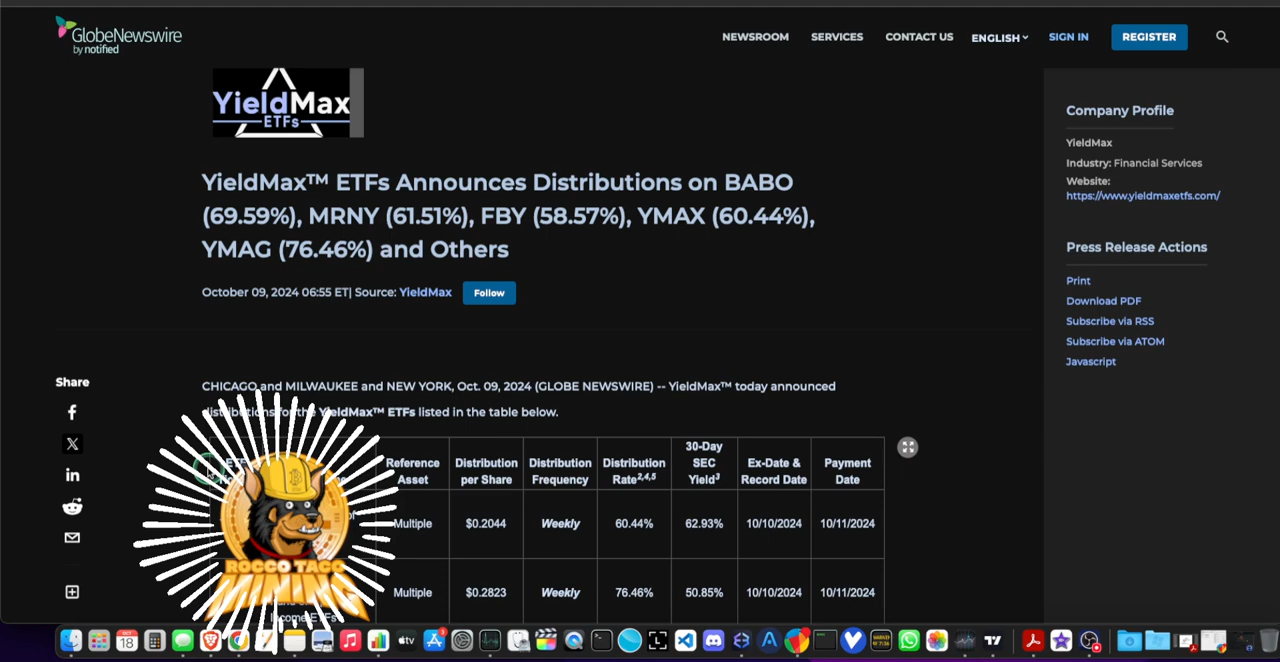 GlobeNewswire
by notified
NEWSROOM SERVICES CONTACT US ENGLISH SIGN IN REGISTER
YieldMax
ETFs
YieldMax™ ETFs Announces Distributions on BABO
(69.59%), MRNY (61.51%), FBY (58.57%), YMAX (60.44%),
YMAG (76.46%) and Others
October 09, 2024 06:55 ET| Source: YieldMax Follow
Company Profile
YieldMax
Industry: Financial Services
Website:
https://www.yieldmaxetfs.com/
Press Release Actions
Print
Download PDF
Subscribe via RSS
Subscribe via ATOM
Javascript
Share
CHICAGO and MILWAUKEE and NEW YORK, Oct. 09, 2024 (GLOBE NEWSWIRE) -- YieldMax™ today announced
distributions for the YieldMax™ ETFs listed in the table below.
Reference Asset Distribution per Share Distribution Frequency Distribution Rate2,4,5 30-Day SEC Yield3 Ex-Date & Record Date Payment Date
Multiple $0.2044 Weekly 60.44% 62.93% 10/10/2024 10/11/2024
Multiple $0.2823 Weekly 76.46% 50.85% 10/10/2024 10/11/2024
Income ETFs
ROCCO TACO
OCT
18